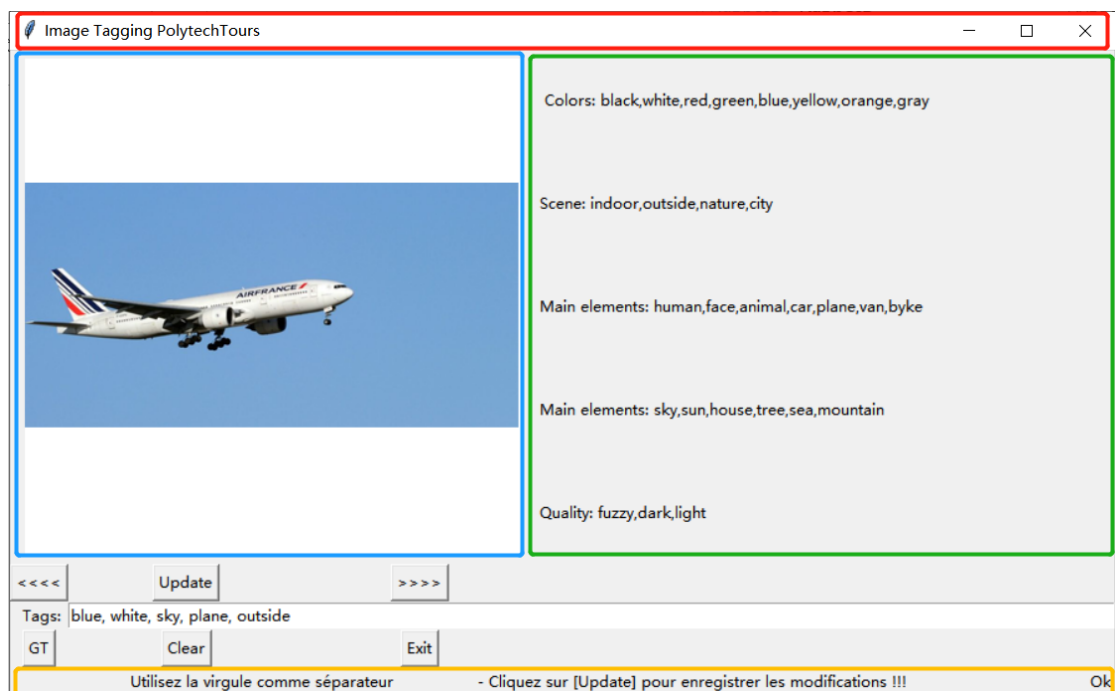 Image Tagging PolytechTours
Colors: black,white,red,green,blue,yellow,orange,gray
Scene: indoor,outside,nature,city
AIRFRANCE
Main elements: human,face,animal,car,plane,van,byke
Main elements: sky,sun,house,tree,sea,mountain
Quality: fuzzy,dark,light
<<<< Update >>>>
Tags: blue, white, sky, plane, outside
GT Clear Exit
Utilisez la virgule comme séparateur - Cliquez sur [Update] pour enregistrer les modifications !!! Ok